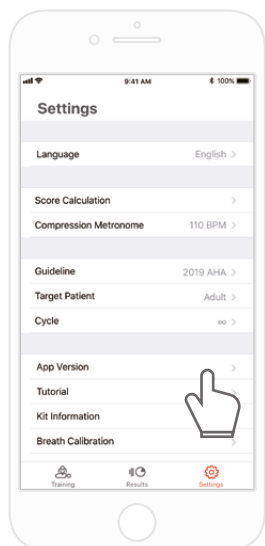 9:41 AM 100%
Settings
Language English >
Score Calculation >
Compression Metronome 110 BPM >
Guideline 2019 AHA >
Target Patient Adult >
Cycle ∞ >
App Version >
Tutorial >
Kit Information
Breath Calibration >
Training Results Settings